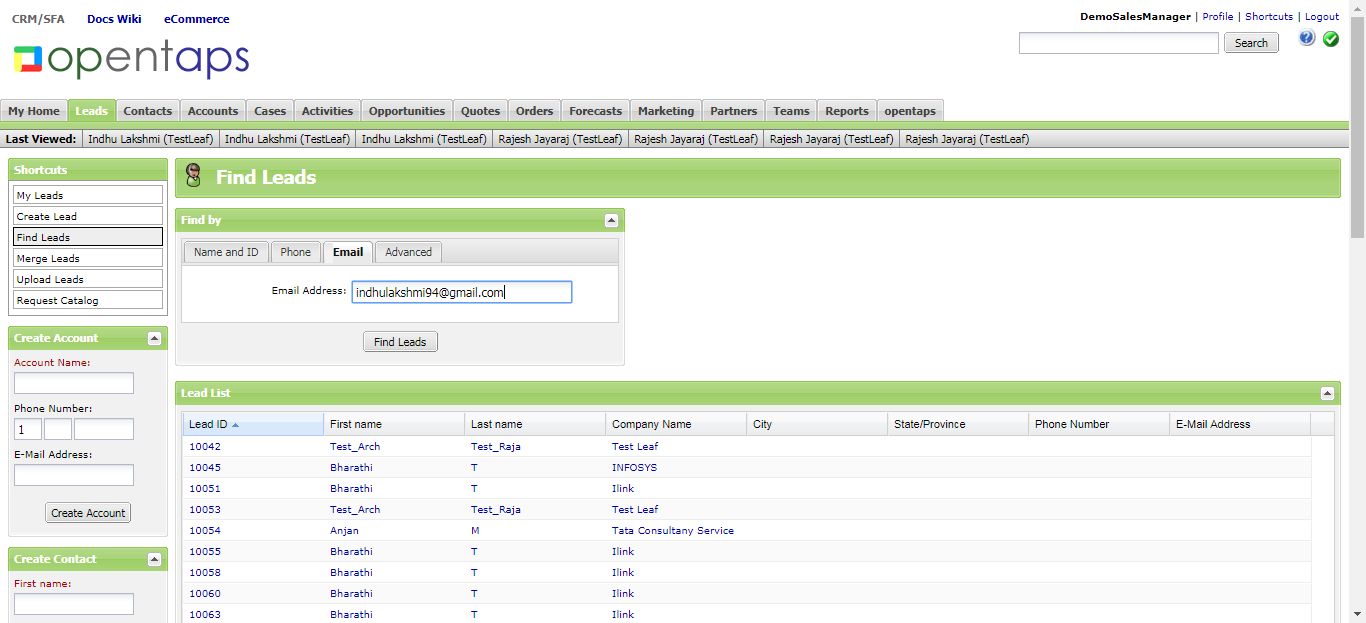 CRM/SFA Docs Wiki eCommerce
DemoSalesManager | Profile | Shortcuts | Logout
opentaps
Search
My Home Leads Contacts Accounts Cases Activities Opportunities Quotes Orders Forecasts Marketing Partners Teams Reports opentaps
Last Viewed: Indhu Lakshmi (TestLeaf) Indhu Lakshmi (TestLeaf) Indhu Lakshmi (TestLeaf) Rajesh Jayaraj (TestLeaf) Rajesh Jayaraj (TestLeaf) Rajesh Jayaraj (TestLeaf) Rajesh Jayaraj (TestLeaf)
Shortcuts
My Leads
Create Lead
Find Leads
Merge Leads
Upload Leads
Request Catalog
Create Account
Account Name:
Phone Number:
1
E-Mail Address:
Create Account
Create Contact
First name:
Find Leads
Find by
Name and ID Phone Email Advanced
Email Address: indhulakshmi94@gmail.com
Find Leads
Lead List
Lead ID First name Last name Company Name City State/Province Phone Number E-Mail Address
10042 Test_Arch Test_Raja Test Leaf
10045 Bharathi T INFOSYS
10051 Bharathi T Ilink
10053 Test_Arch Test_Raja Test Leaf
10054 Anjan M Tata Consultany Service
10055 Bharathi T Ilink
10058 Bharathi T Ilink
10060 Bharathi T Ilink
10063 Bharathi T Ilink